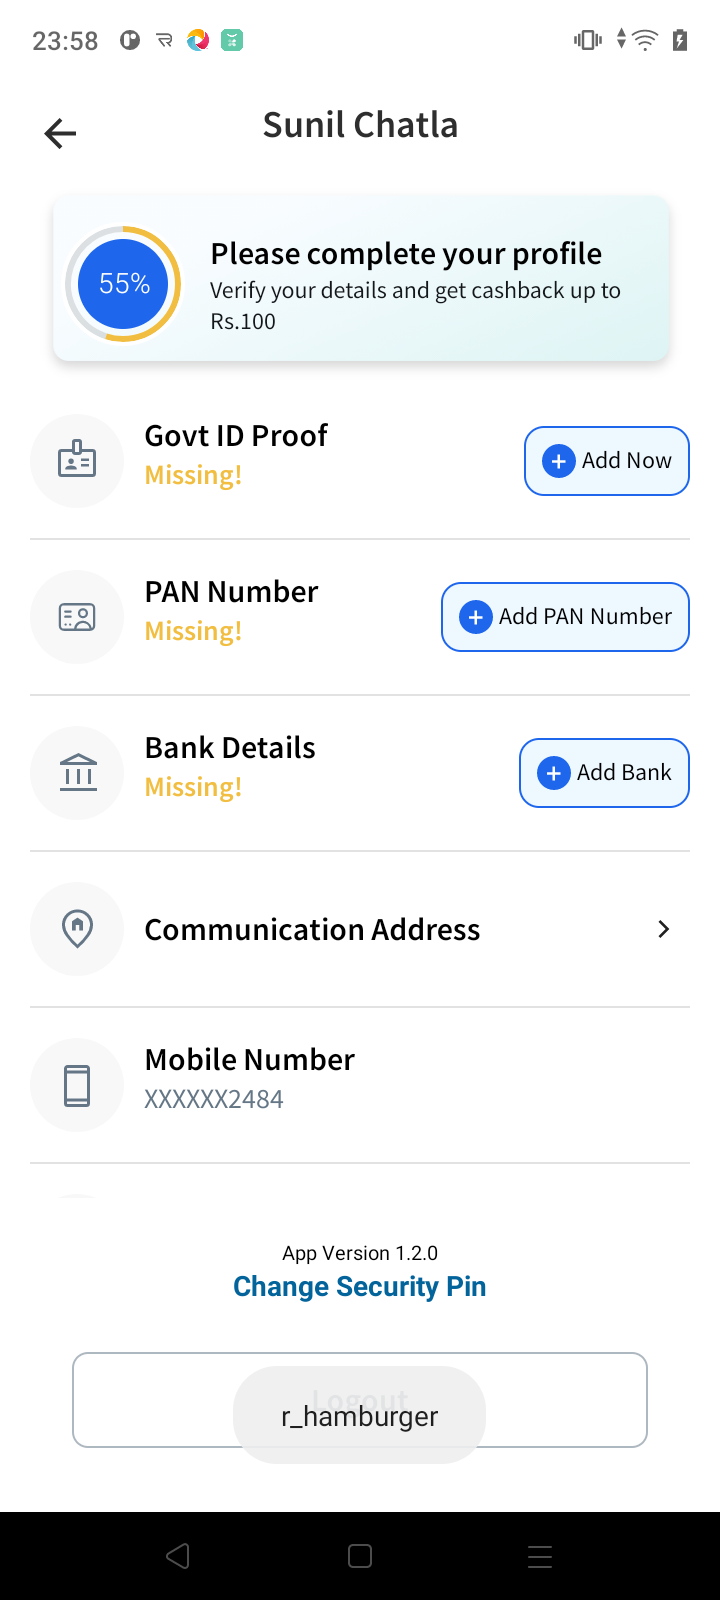 23:58
Sunil Chatla
55%
Please complete your profile
Verify your details and get cashback up to
Rs.100
Govt ID Proof
Missing!
Add Now
PAN Number
Missing!
Add PAN Number
Bank Details
Missing!
Add Bank
Communication Address
Mobile Number
XXXXXX2484
App Version 1.2.0
Change Security Pin
Logout
r_hamburger